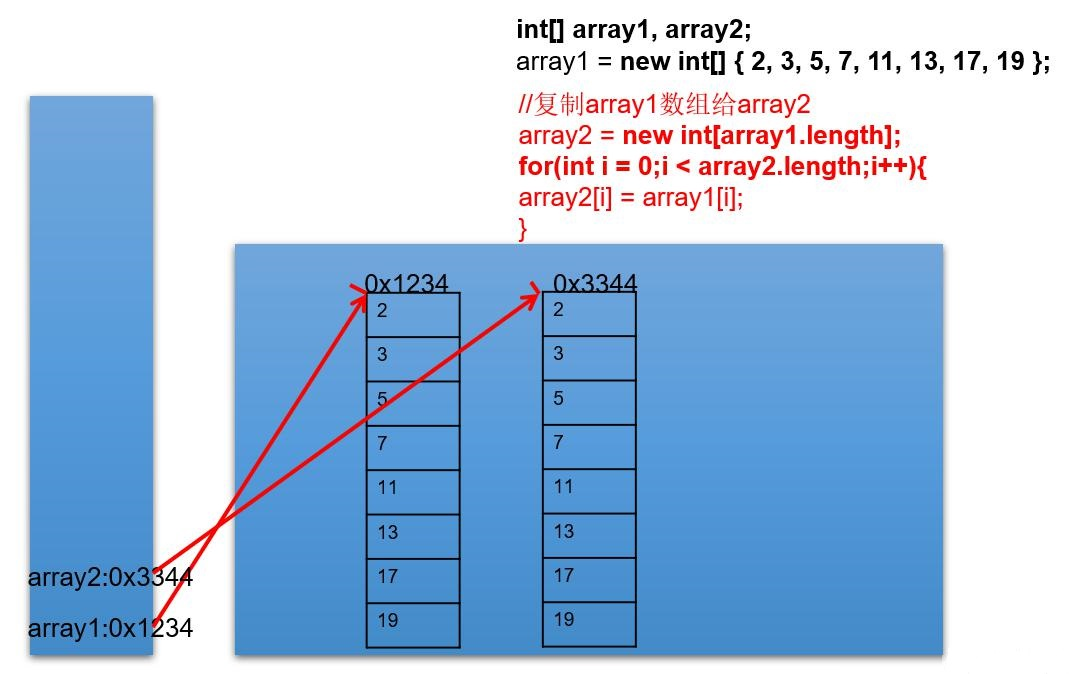 int[] array1, array2;
array1 = new int[] { 2, 3, 5, 7, 11, 13, 17, 19 };
//复制array1数组给array2
array2 = new int[array1.length];
for(int i = 0;i < array2.length;i++){
array2[i] = array1[i];
}
0x1234
2
3
5
7
11
13
17
19
0x3344
2
3
5
7
11
13
17
19
array2:0x3344
array1:0x1234